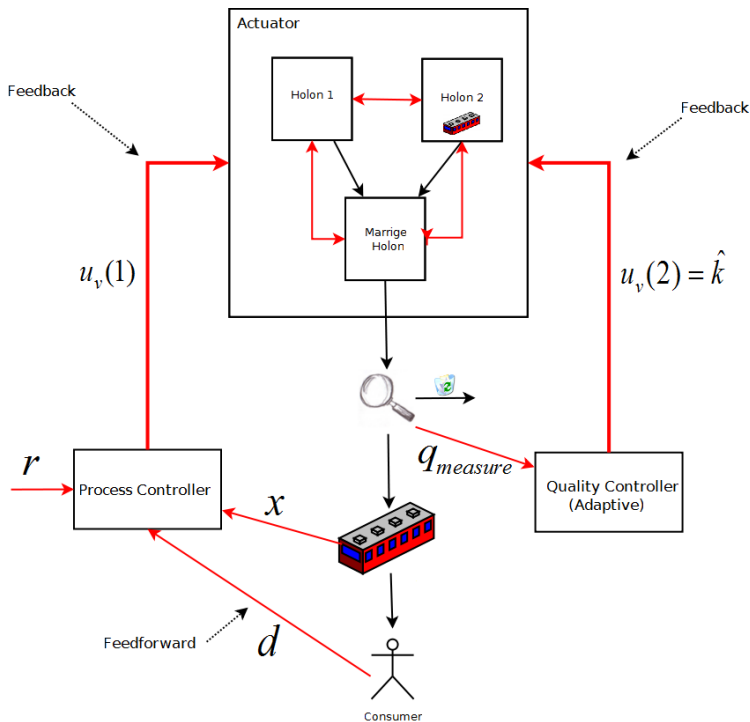 Actuator
Feedback
Holon 1
Holon 2
Feedback
Marrige
Holon
u_v(1)
u_v(2) = k̂
r
Process Controller
x
q_measure
Quality Controller
(Adaptive)
Feedforward
d
Consumer